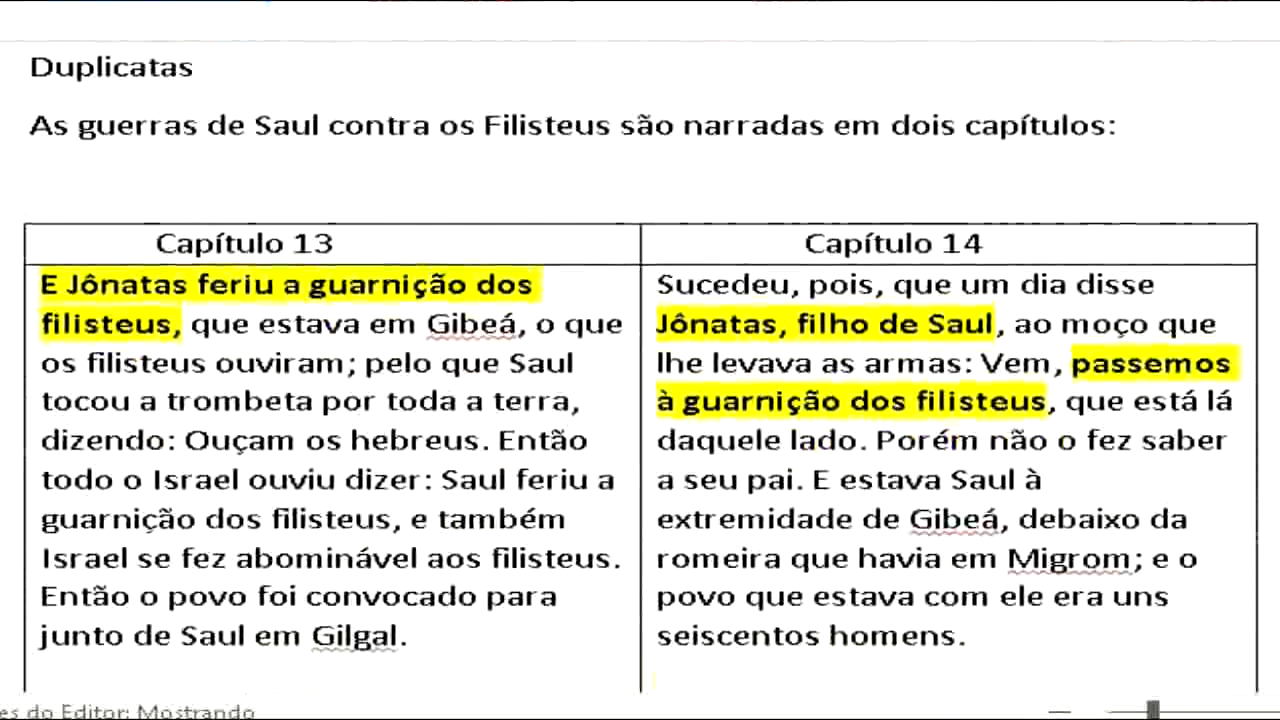 Duplicatas
As guerras de Saul contra os Filisteus são narradas em dois capítulos:
Capítulo 13
E Jônatas feriu a guarnição dos
filisteus, que estava em Gibeá, o que
os filisteus ouviram; pelo que Saul
tocou a trombeta por toda a terra,
dizendo: Ouçam os hebreus. Então
todo o Israel ouviu dizer: Saul feriu a
guarnição dos filisteus, e também
Israel se fez abominável aos filisteus.
Então o povo foi convocado para
junto de Saul em Gilgal.
Capítulo 14
Sucedeu, pois, que um dia disse
Jônatas, filho de Saul, ao moço que
lhe levava as armas: Vem, passemos
à guarnição dos filisteus, que está lá
daquele lado. Porém não o fez saber
a seu pai. E estava Saul à
extremidade de Gibeá, debaixo da
romeira que havia em Migrom; e o
povo que estava com ele era uns
seiscentos homens.
es do Editor: Mostrando